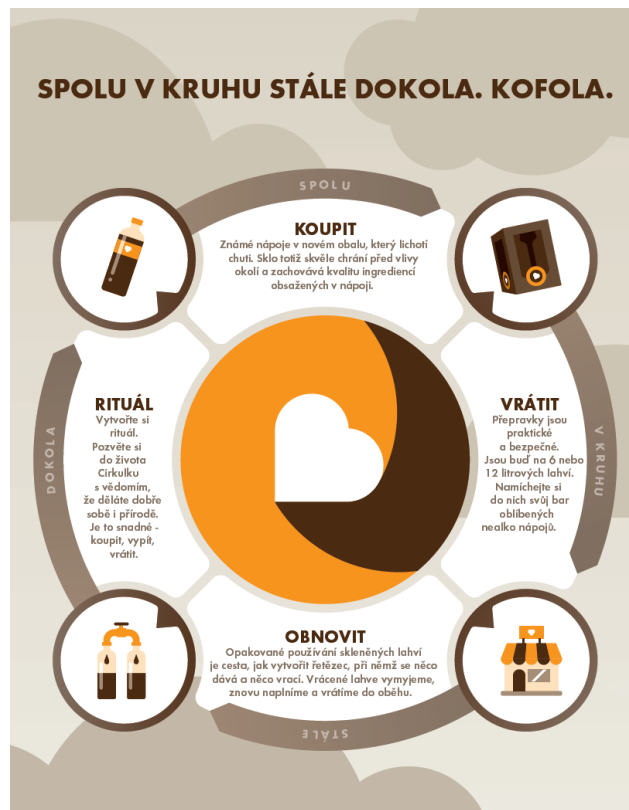 SPOLU V KRUHU STÁLE DOKOLA. KOFOLA.
SPOLU
KOUPIT
Známé nápoje v novém obalu, který lichotí
chuti. Sklo totiž skvěle chrání před vlivy
okolí a zachovává kvalitu ingrediencí
obsažených v nápoji.
VRÁTIT
Přepravky jsou
praktické
a bezpečné.
Jsou buď na 6 nebo
12 litrových lahví.
Namíchejte si
do nich svůj bar
oblíbených
nealko nápojů.
V KRUHU
OBNOVIT
Opakované používání skleněných lahví
je cesta, jak vytvořit řetězec, při němž se něco
dává a něco vrací. Vrácené lahve vymyjeme,
znovu naplníme a vrátíme do oběhu.
STÁLE
RITUÁL
Vytvořte si
rituál.
Pozvěte si
do života
Cirkulku
s vědomím,
že děláte dobře
sobě i přírodě.
Je to snadné -
koupit, vypít,
vrátit.
DOKOLA